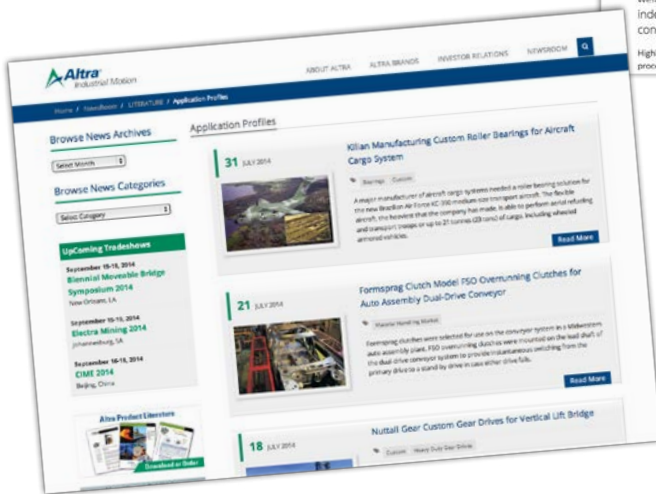 Altra
Industrial Motion
ABOUT ALTRA
ALTRA BRANDS
INVESTOR RELATIONS
NEWSROOM
Home / Newsroom / LITERATURE / Application Profiles
Browse News Archives
Select Month
Browse News Categories
Select Category
UpComing Tradeshows
September 15-18, 2014
Biennial Moveable Bridge
Symposium 2014
New Orleans, LA
Electra Mining 2014
Johannesburg, SA
CIME 2014
Beijing, China
Altra Product Literature
Download or Order
Application Profiles
31 JULY 2014
Kilian Manufacturing Custom Roller Bearings for Aircraft
Cargo System
Bearings Custom
A major manufacturer of aircraft cargo systems needed a roller bearing solution for
the new Brazilian Air Force KC-390 medium-size transport aircraft. The flexible
aircraft, the heaviest that the company has made, is able to perform aerial refueling
and transport troops or up to 21 tonnes (23 tons) of cargo, including wheeled
armored vehicles.
Read More
21 JULY 2014
Formsprag Clutch Model FSO Overrunning Clutches for
Auto Assembly Dual-Drive Conveyor
Material Handling Market
Formsprag clutches were selected for use on the conveyor system in a Midwestern
auto assembly plant. FSO overrunning clutches were mounted on the lead shaft of
the dual drive conveyor system to provide instantaneous switching from the
primary drive to a stand-by drive in case either drive fails.
Read More
18 JULY 2014
Nuttall Gear Custom Gear Drives for Vertical Lift Bridge
Custom Heavy Duty Gear Drives
inde
con
Highl
proce